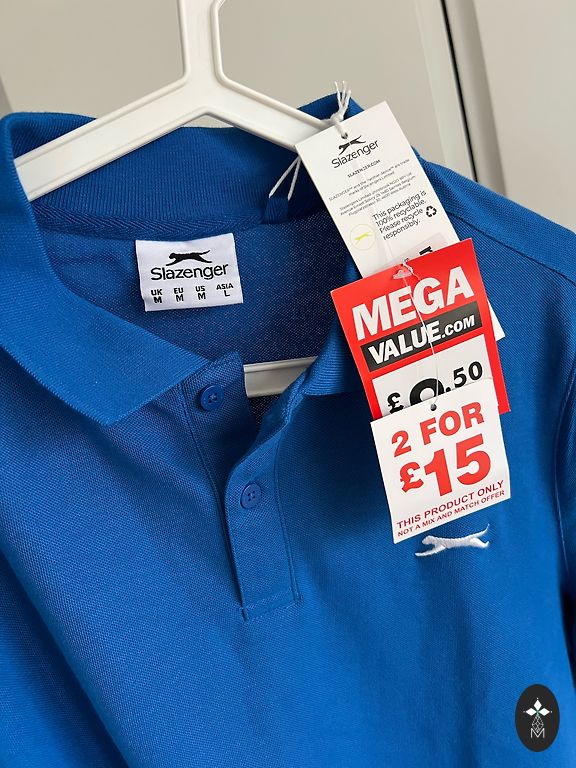 Slazenger
UK EU US ASIA
M M M L
Slazenger
SLAZENGER.COM
This packaging is
100% recyclable.
Please recycle
responsibly.
MEGA
VALUE.COM
£9.50
2 FOR
£15
THIS PRODUCT ONLY
NOT A MIX AND MATCH OFFER
M